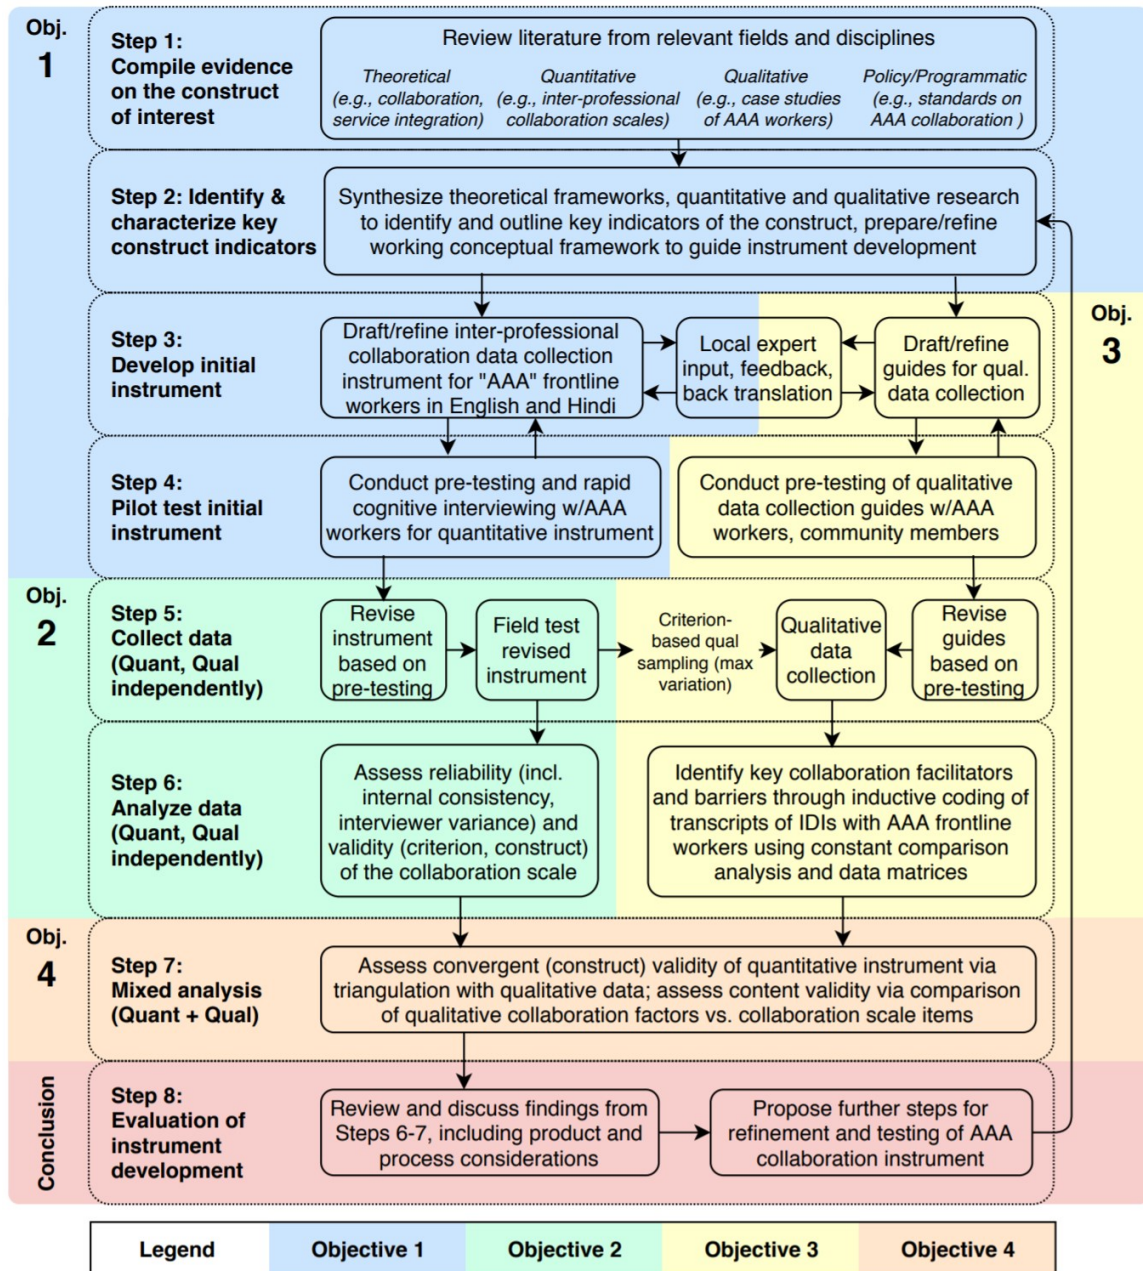 Obj.
1
Step 1:
Compile evidence
on the construct
of interest
Review literature from relevant fields and disciplines
Theoretical
(e.g., collaboration,
service integration)
Quantitative
(e.g., inter-professional
collaboration scales)
Qualitative
(e.g., case studies
of AAA workers)
Policy/Programmatic
(e.g., standards on
AAA collaboration )
Step 2: Identify &
characterize key
construct indicators
Synthesize theoretical frameworks, quantitative and qualitative research
to identify and outline key indicators of the construct, prepare/refine
working conceptual framework to guide instrument development
Obj.
3
Step 3:
Develop initial
instrument
Draft/refine inter-professional
collaboration data collection
instrument for "AAA" frontline
workers in English and Hindi
Local expert
input, feedback,
back translation
Draft/refine
guides for qual.
data collection
Step 4:
Pilot test initial
instrument
Conduct pre-testing and rapid
cognitive interviewing w/AAA
workers for quantitative instrument
Conduct pre-testing of qualitative
data collection guides w/AAA
workers, community members
Obj.
2
Step 5:
Collect data
(Quant, Qual
independently)
Revise
instrument
based on
pre-testing
Field test
revised
instrument
Criterion-
based qual
sampling (max
variation)
Qualitative
data
collection
Revise
guides
based on
pre-testing
Step 6:
Analyze data
(Quant, Qual
independently)
Assess reliability (incl.
internal consistency,
interviewer variance) and
validity (criterion, construct)
of the collaboration scale
Identify key collaboration facilitators
and barriers through inductive coding of
transcripts of IDIs with AAA frontline
workers using constant comparison
analysis and data matrices
Obj.
4
Step 7:
Mixed analysis
(Quant + Qual)
Assess convergent (construct) validity of quantitative instrument via
triangulation with qualitative data; assess content validity via comparison
of qualitative collaboration factors vs. collaboration scale items
Conclusion
Step 8:
Evaluation of
instrument
development
Review and discuss findings from
Steps 6-7, including product and
process considerations
Propose further steps for
refinement and testing of AAA
collaboration instrument
Legend
Objective 1
Objective 2
Objective 3
Objective 4